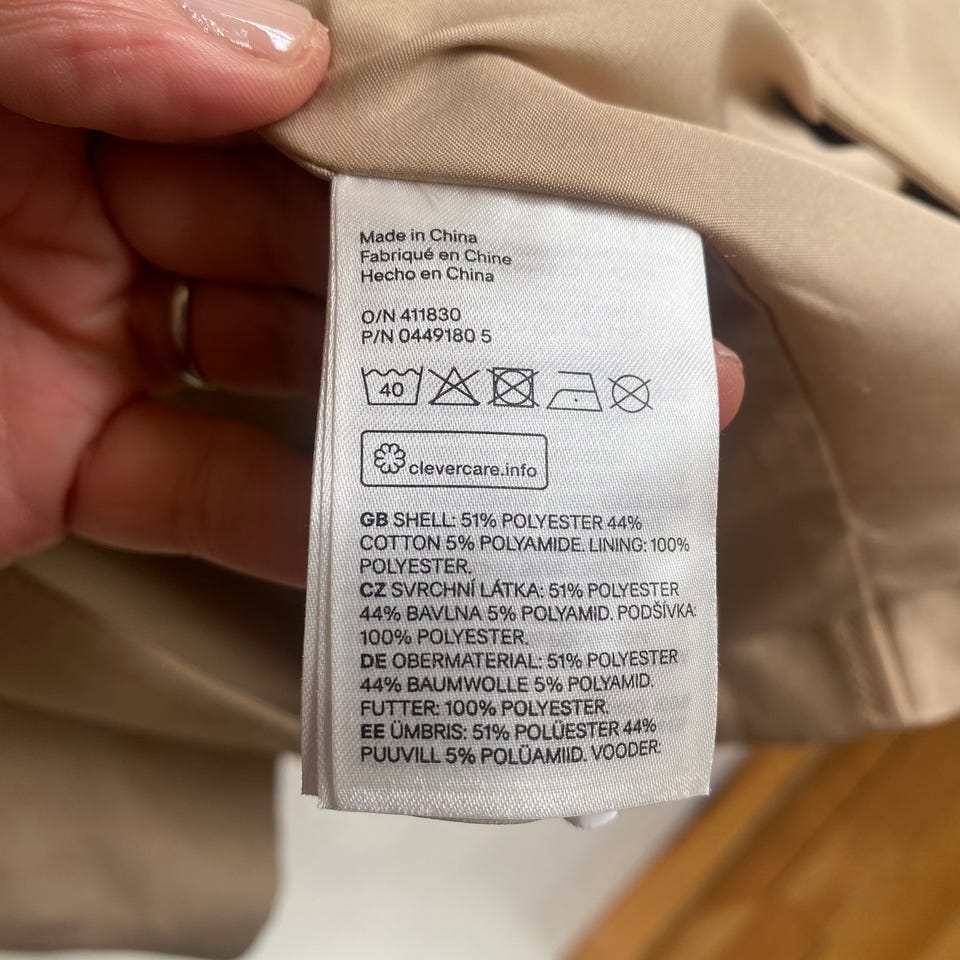 Made in China
Fabriqué en Chine
Hecho en China
O/N 411830
P/N 0449180 5
40
clevercare.info
GB SHELL: 51% POLYESTER 44%
COTTON 5% POLYAMIDE. LINING: 100%
POLYESTER.
CZ SVRCHNÍ LÁTKA: 51% POLYESTER
44% BAVLNA 5% POLYAMID. PODŠÍVKA:
100% POLYESTER.
DE OBERMATERIAL: 51% POLYESTER
44% BAUMWOLLE 5% POLYAMID.
FUTTER: 100% POLYESTER.
EE ÜMBRIS: 51% POLÜESTER 44%
PUUVILL 5% POLÜAMIID. VOODER: